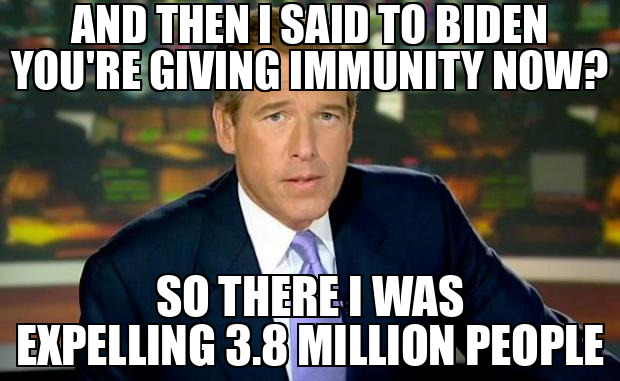 AND THEN I SAID TO BIDEN
YOU'RE GIVING IMMUNITY NOW?
SO THERE I WAS
EXPELLING 3.8 MILLION PEOPLE